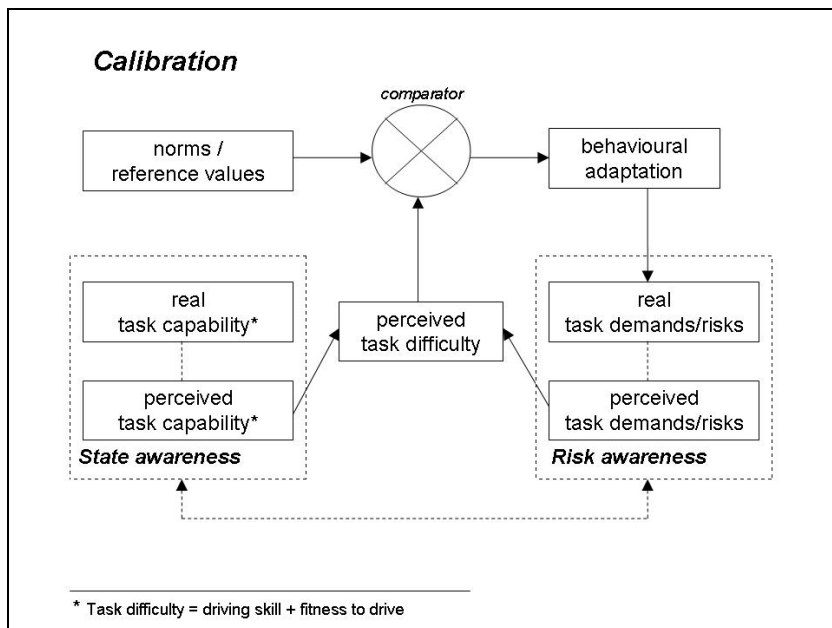 Calibration
comparator
norms /
reference values
behavioural
adaptation
real
task capability*
perceived
task difficulty
real
task demands/risks
perceived
task capability*
perceived
task demands/risks
State awareness
Risk awareness
* Task difficulty = driving skill + fitness to drive